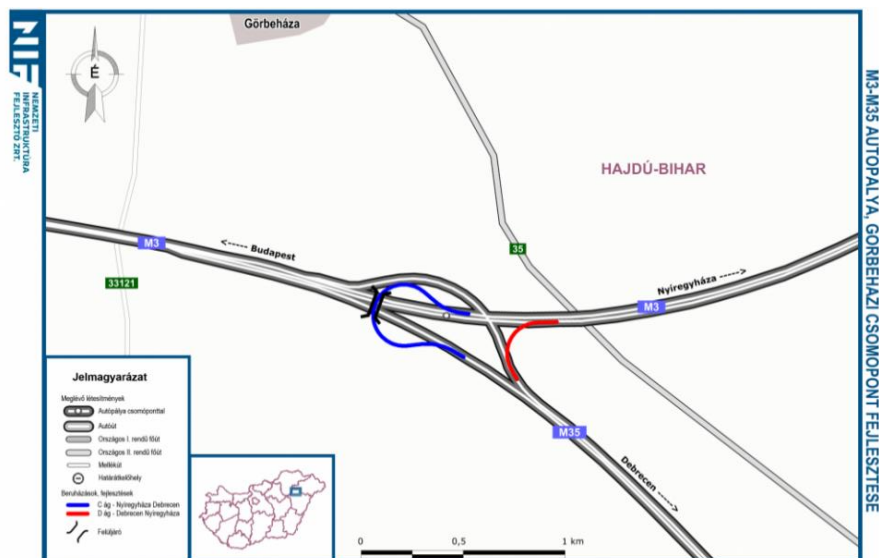 NIF
NEMZETI
INFRASTRUKTÚRA
FEJLESZTŐ ZRT.
Görbeháza
É
HAJDÚ-BIHAR
M3-M35 AUTÓPÁLYA, GÖRBEHÁZI CSOMÓPONT FEJLESZTÉSE
M3
<----- Budapest
35
Nyíregyháza ----->
M3
33121
M35
Debrecen ----->
Jelmagyarázat
Meglévő létesítmények
Autópálya csomóponttal
Autóút
Országos I. rendű főút
Országos II. rendű főút
Mellékút
Határátkelőhely
Beruházások, fejlesztések
C ág - Nyíregyháza Debrecen
D ág - Debrecen Nyíregyháza
Felüljáró
0 0,5 1 km